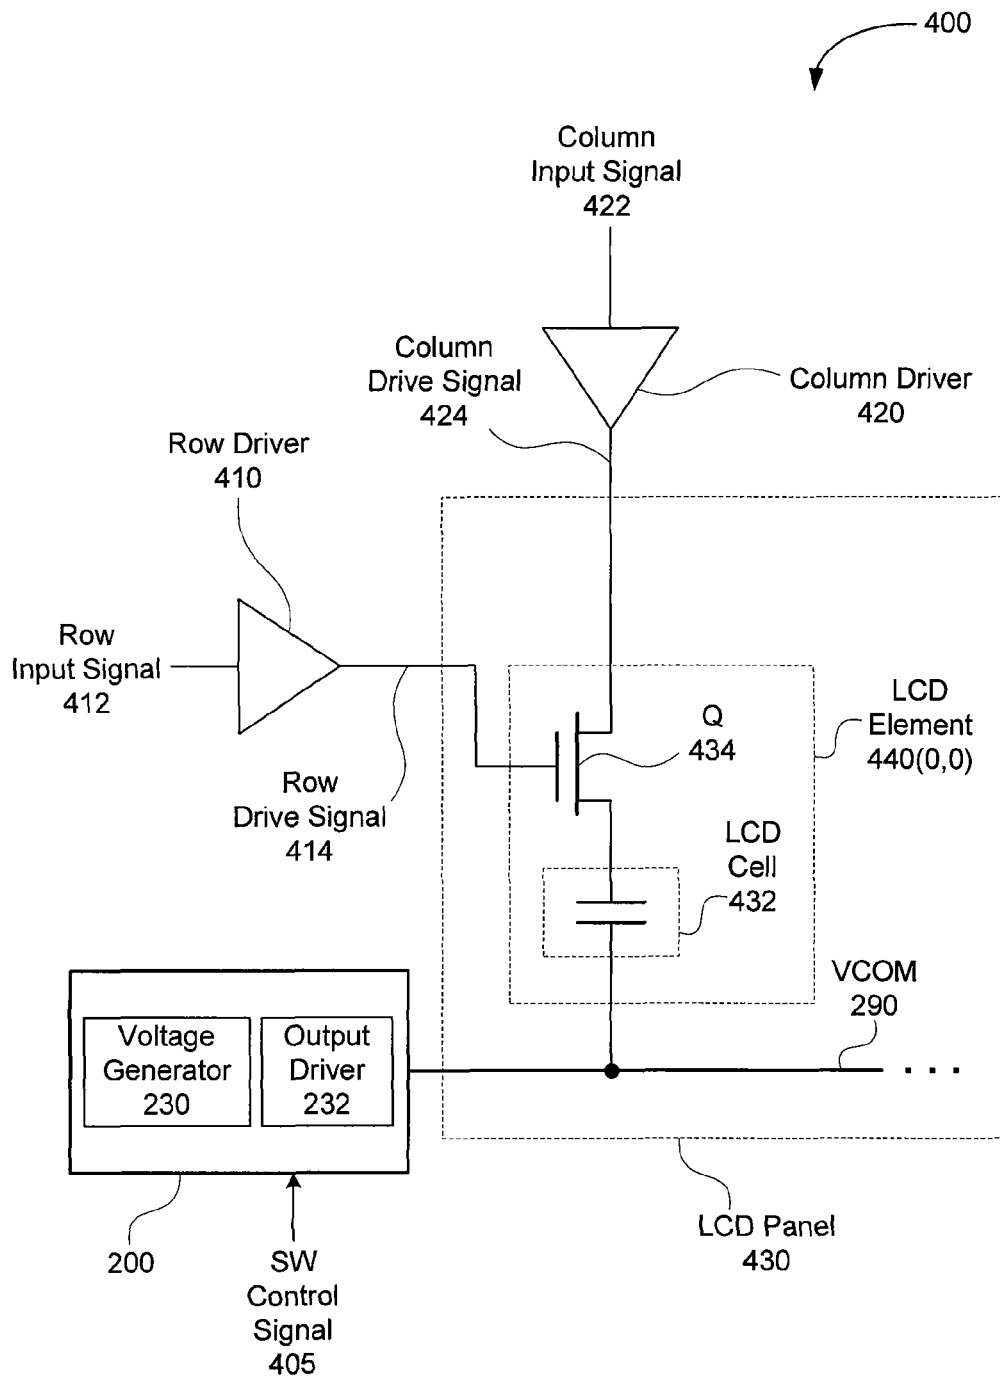 400
Column
Input Signal
422
Column
Drive Signal
424
Column Driver
420
Row Driver
410
Row
Input Signal
412
Row
Drive Signal
414
Q
434
LCD
Element
440(0,0)
LCD
Cell
432
VCOM
290
Voltage
Generator
230
Output
Driver
232
200
SW
Control
Signal
405
LCD Panel
430